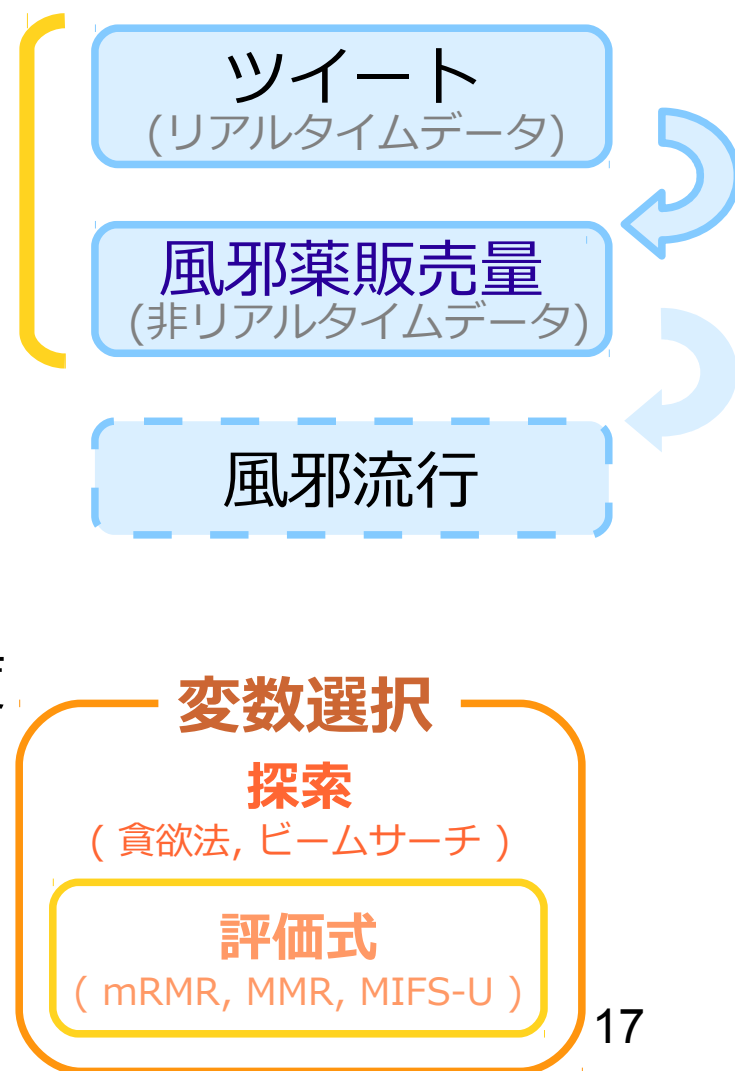 ツイート
(リアルタイムデータ)
風邪薬販売量
(非リアルタイムデータ)
風邪流行
変数選択
探索
( 貪欲法, ビームサーチ )
評価式
( mRMR, MMR, MIFS-U )
17